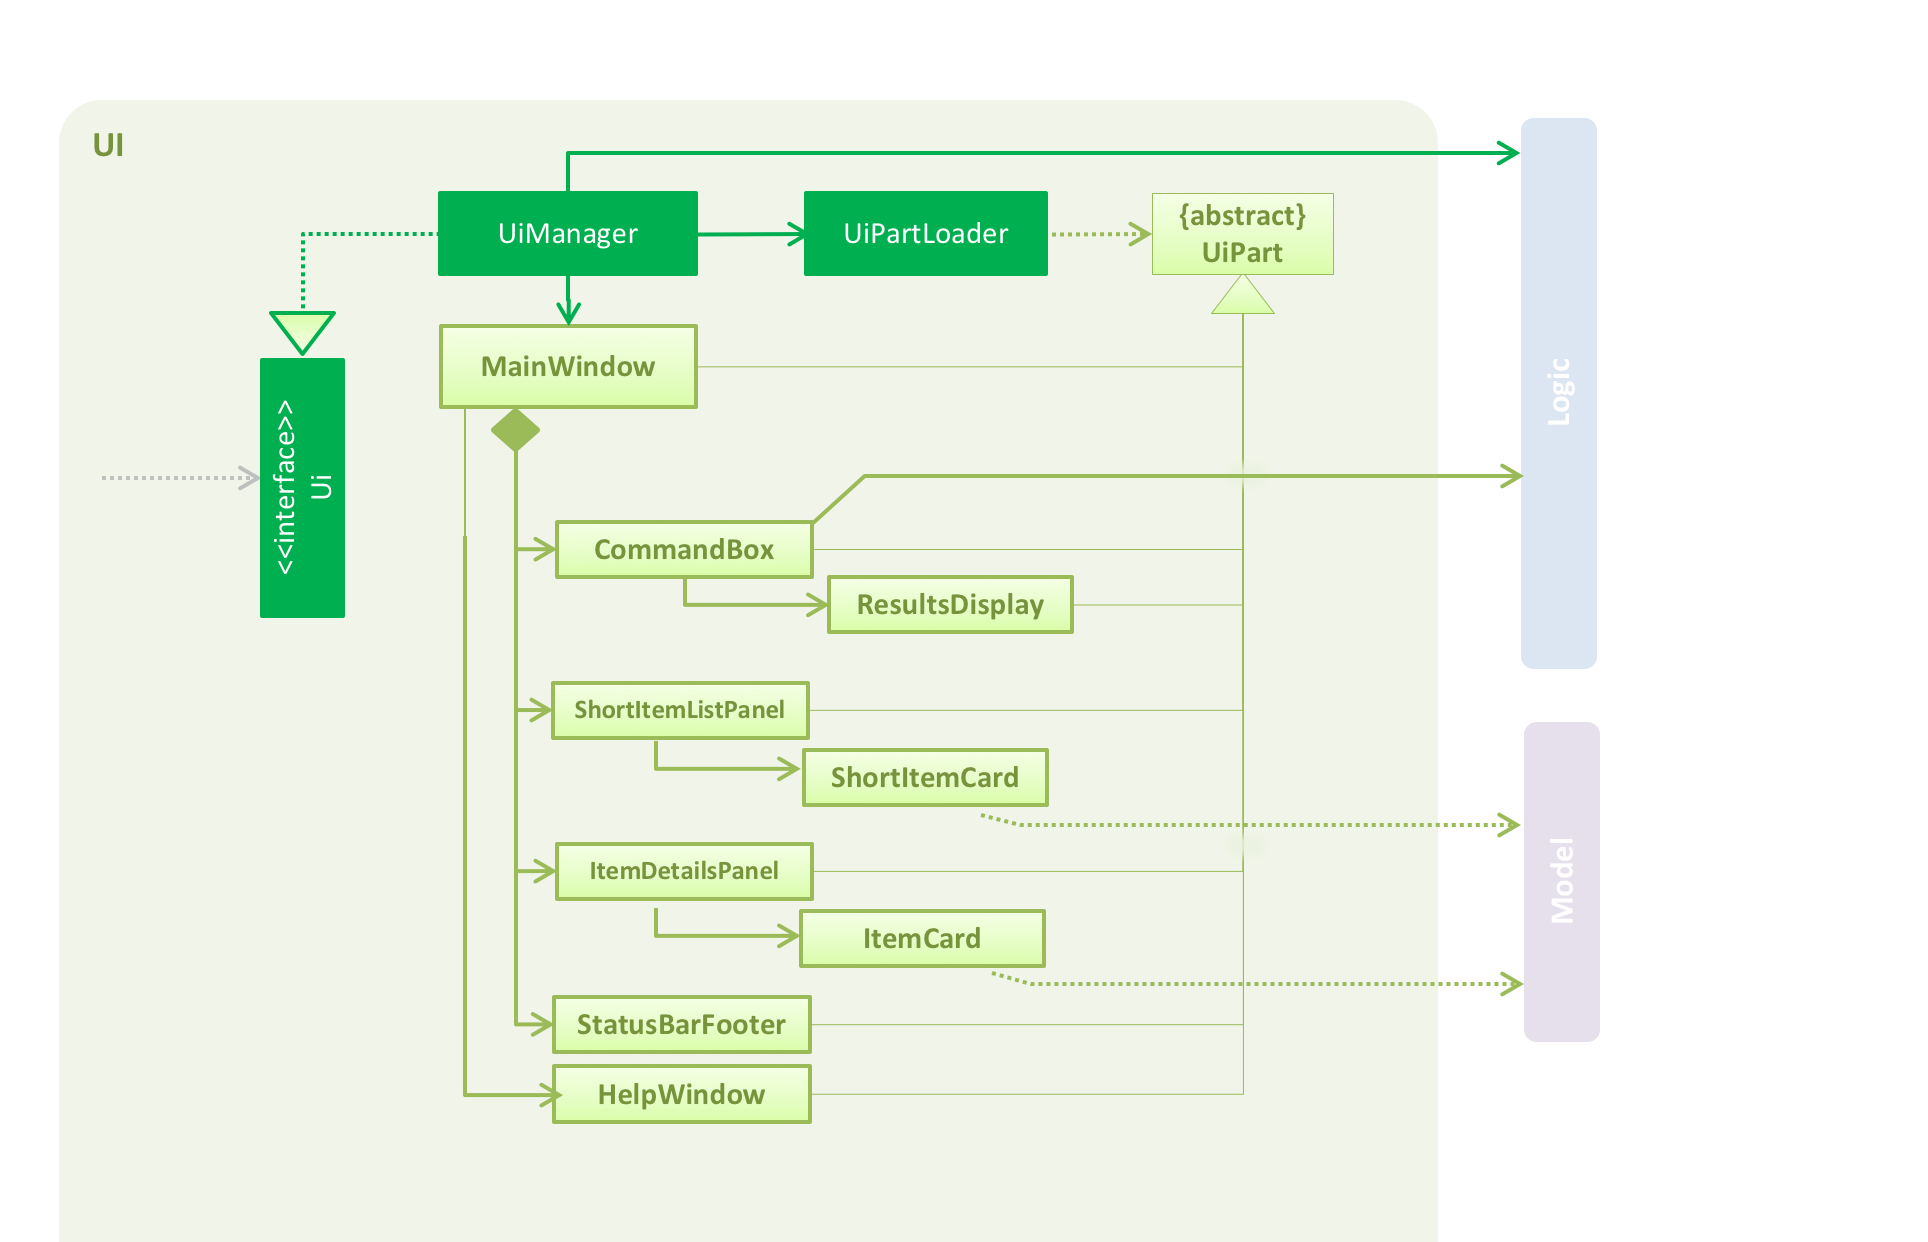 UI
UiManager
UiPartLoader
{abstract}
UiPart
MainWindow
<<interface>>
Ui
Logic
CommandBox
ResultsDisplay
ShortItemListPanel
ShortItemCard
ItemDetailsPanel
Model
ItemCard
StatusBarFooter
HelpWindow